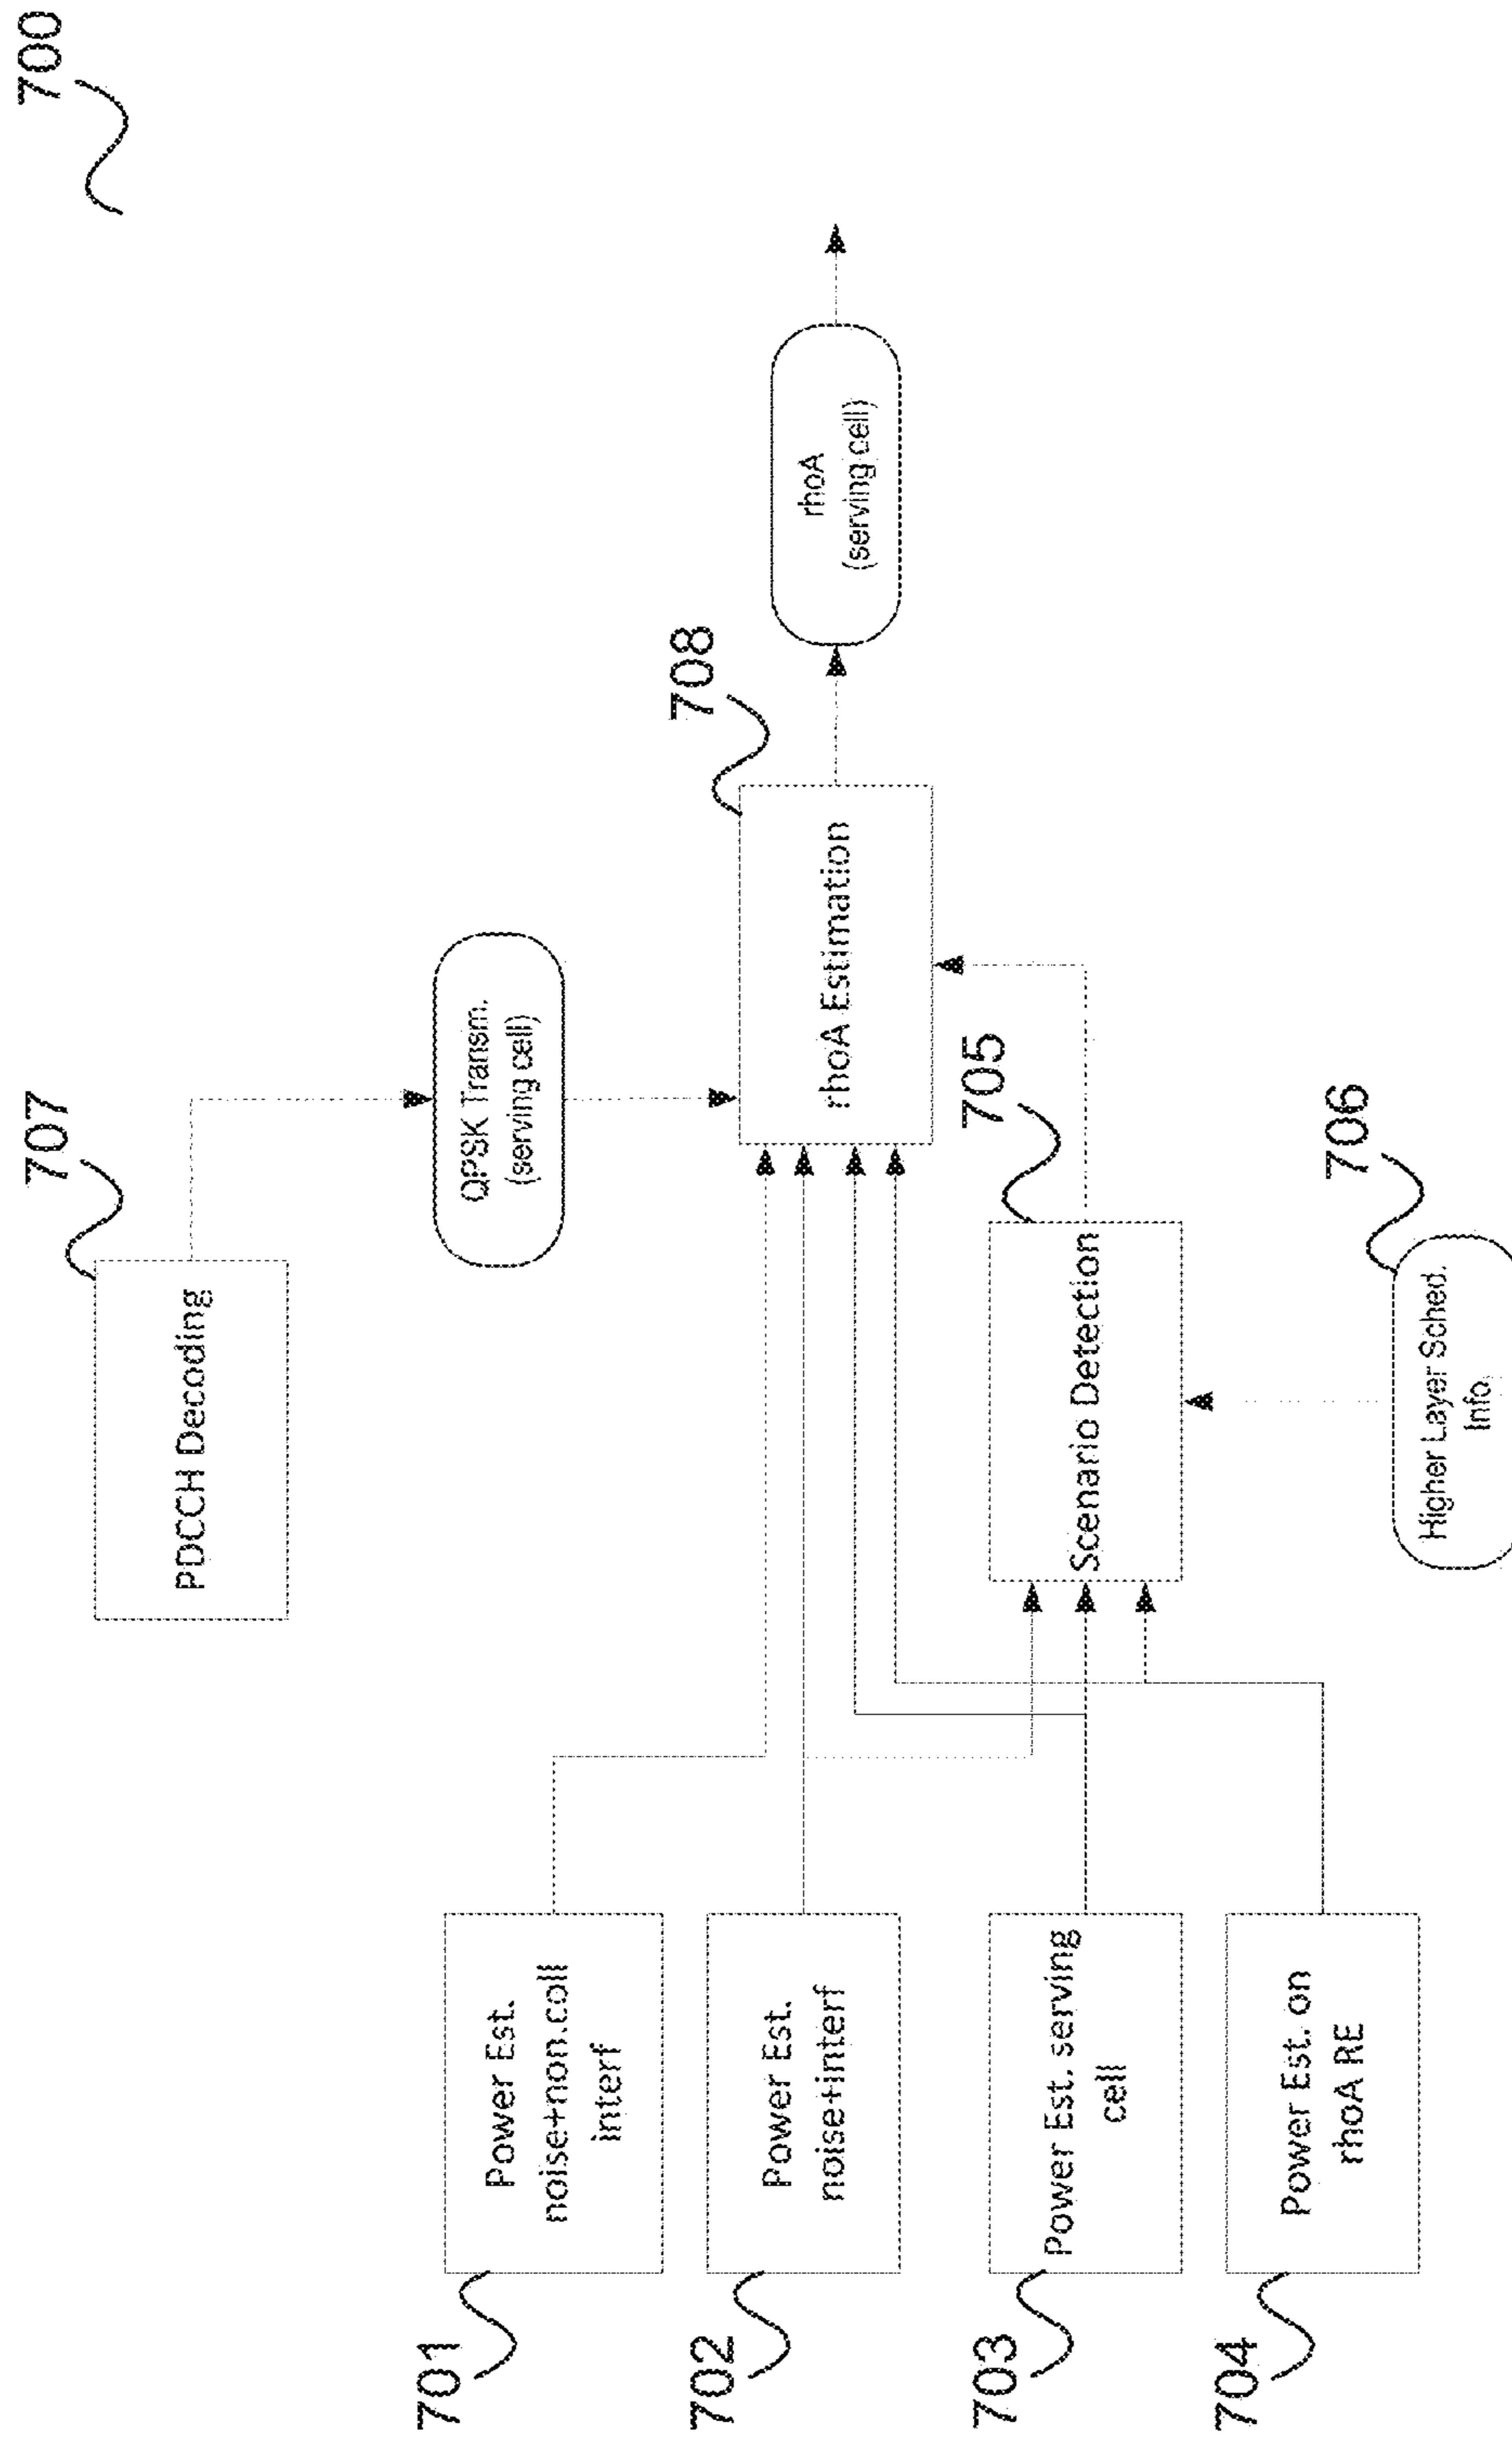 700
707
PDCCH Decoding
QPSK Transm.
(serving cell)
708
rhoA Estimation
rhoA
(serving cell)
701
Power Est.
noise+non.coll
interf
702
Power Est.
noise+interf
703
Power Est. serving
cell
704
Power Est. on
rhoA RE
705
Scenario Detection
706
Higher Layer Sched.
Info.